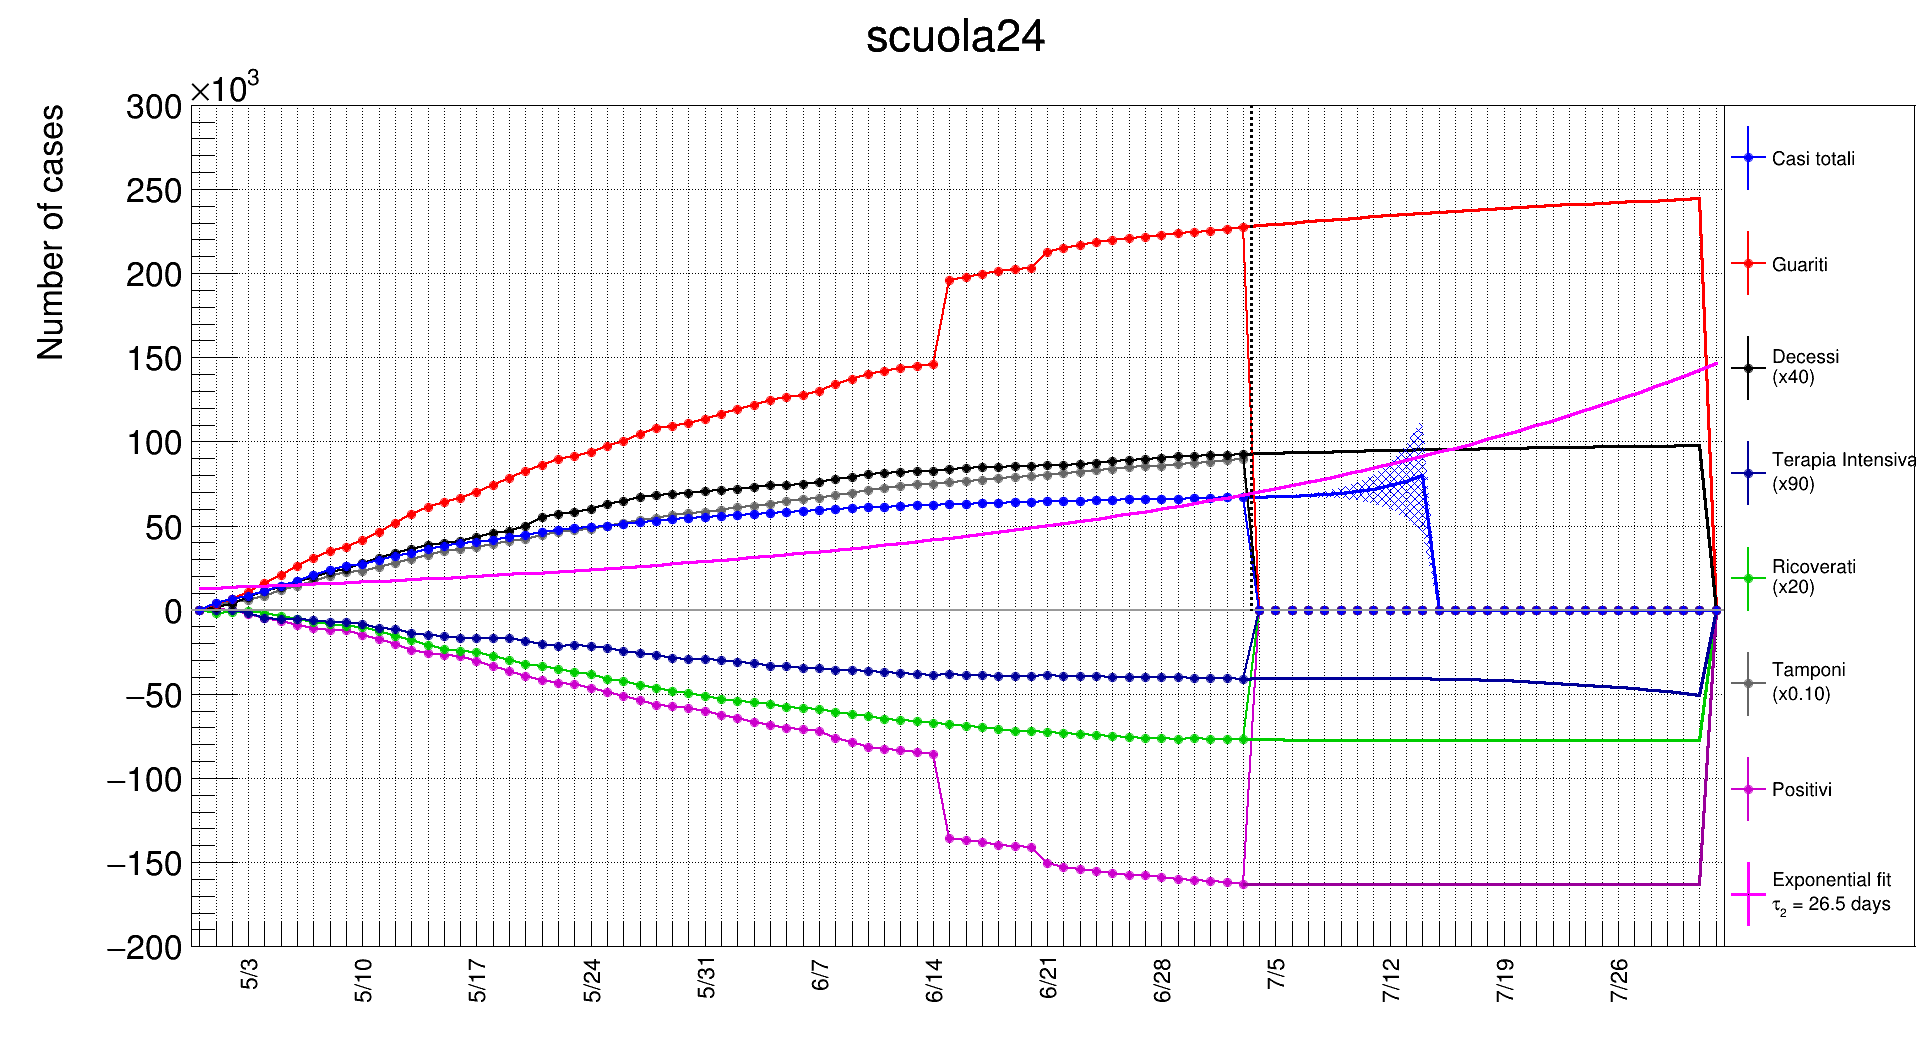 scuola24
×10³
Number of cases
300
250
200
150
100
50
0
−50
−100
−150
−200
5/3
5/10
5/17
5/24
5/31
6/7
6/14
6/21
6/28
7/5
7/12
7/19
7/26
Casi totali
Guariti
Decessi
(x40)
Terapia Intensiva
(x90)
Ricoverati
(x20)
Tamponi
(x0.10)
Positivi
Exponential fit
τ₂ = 26.5 days